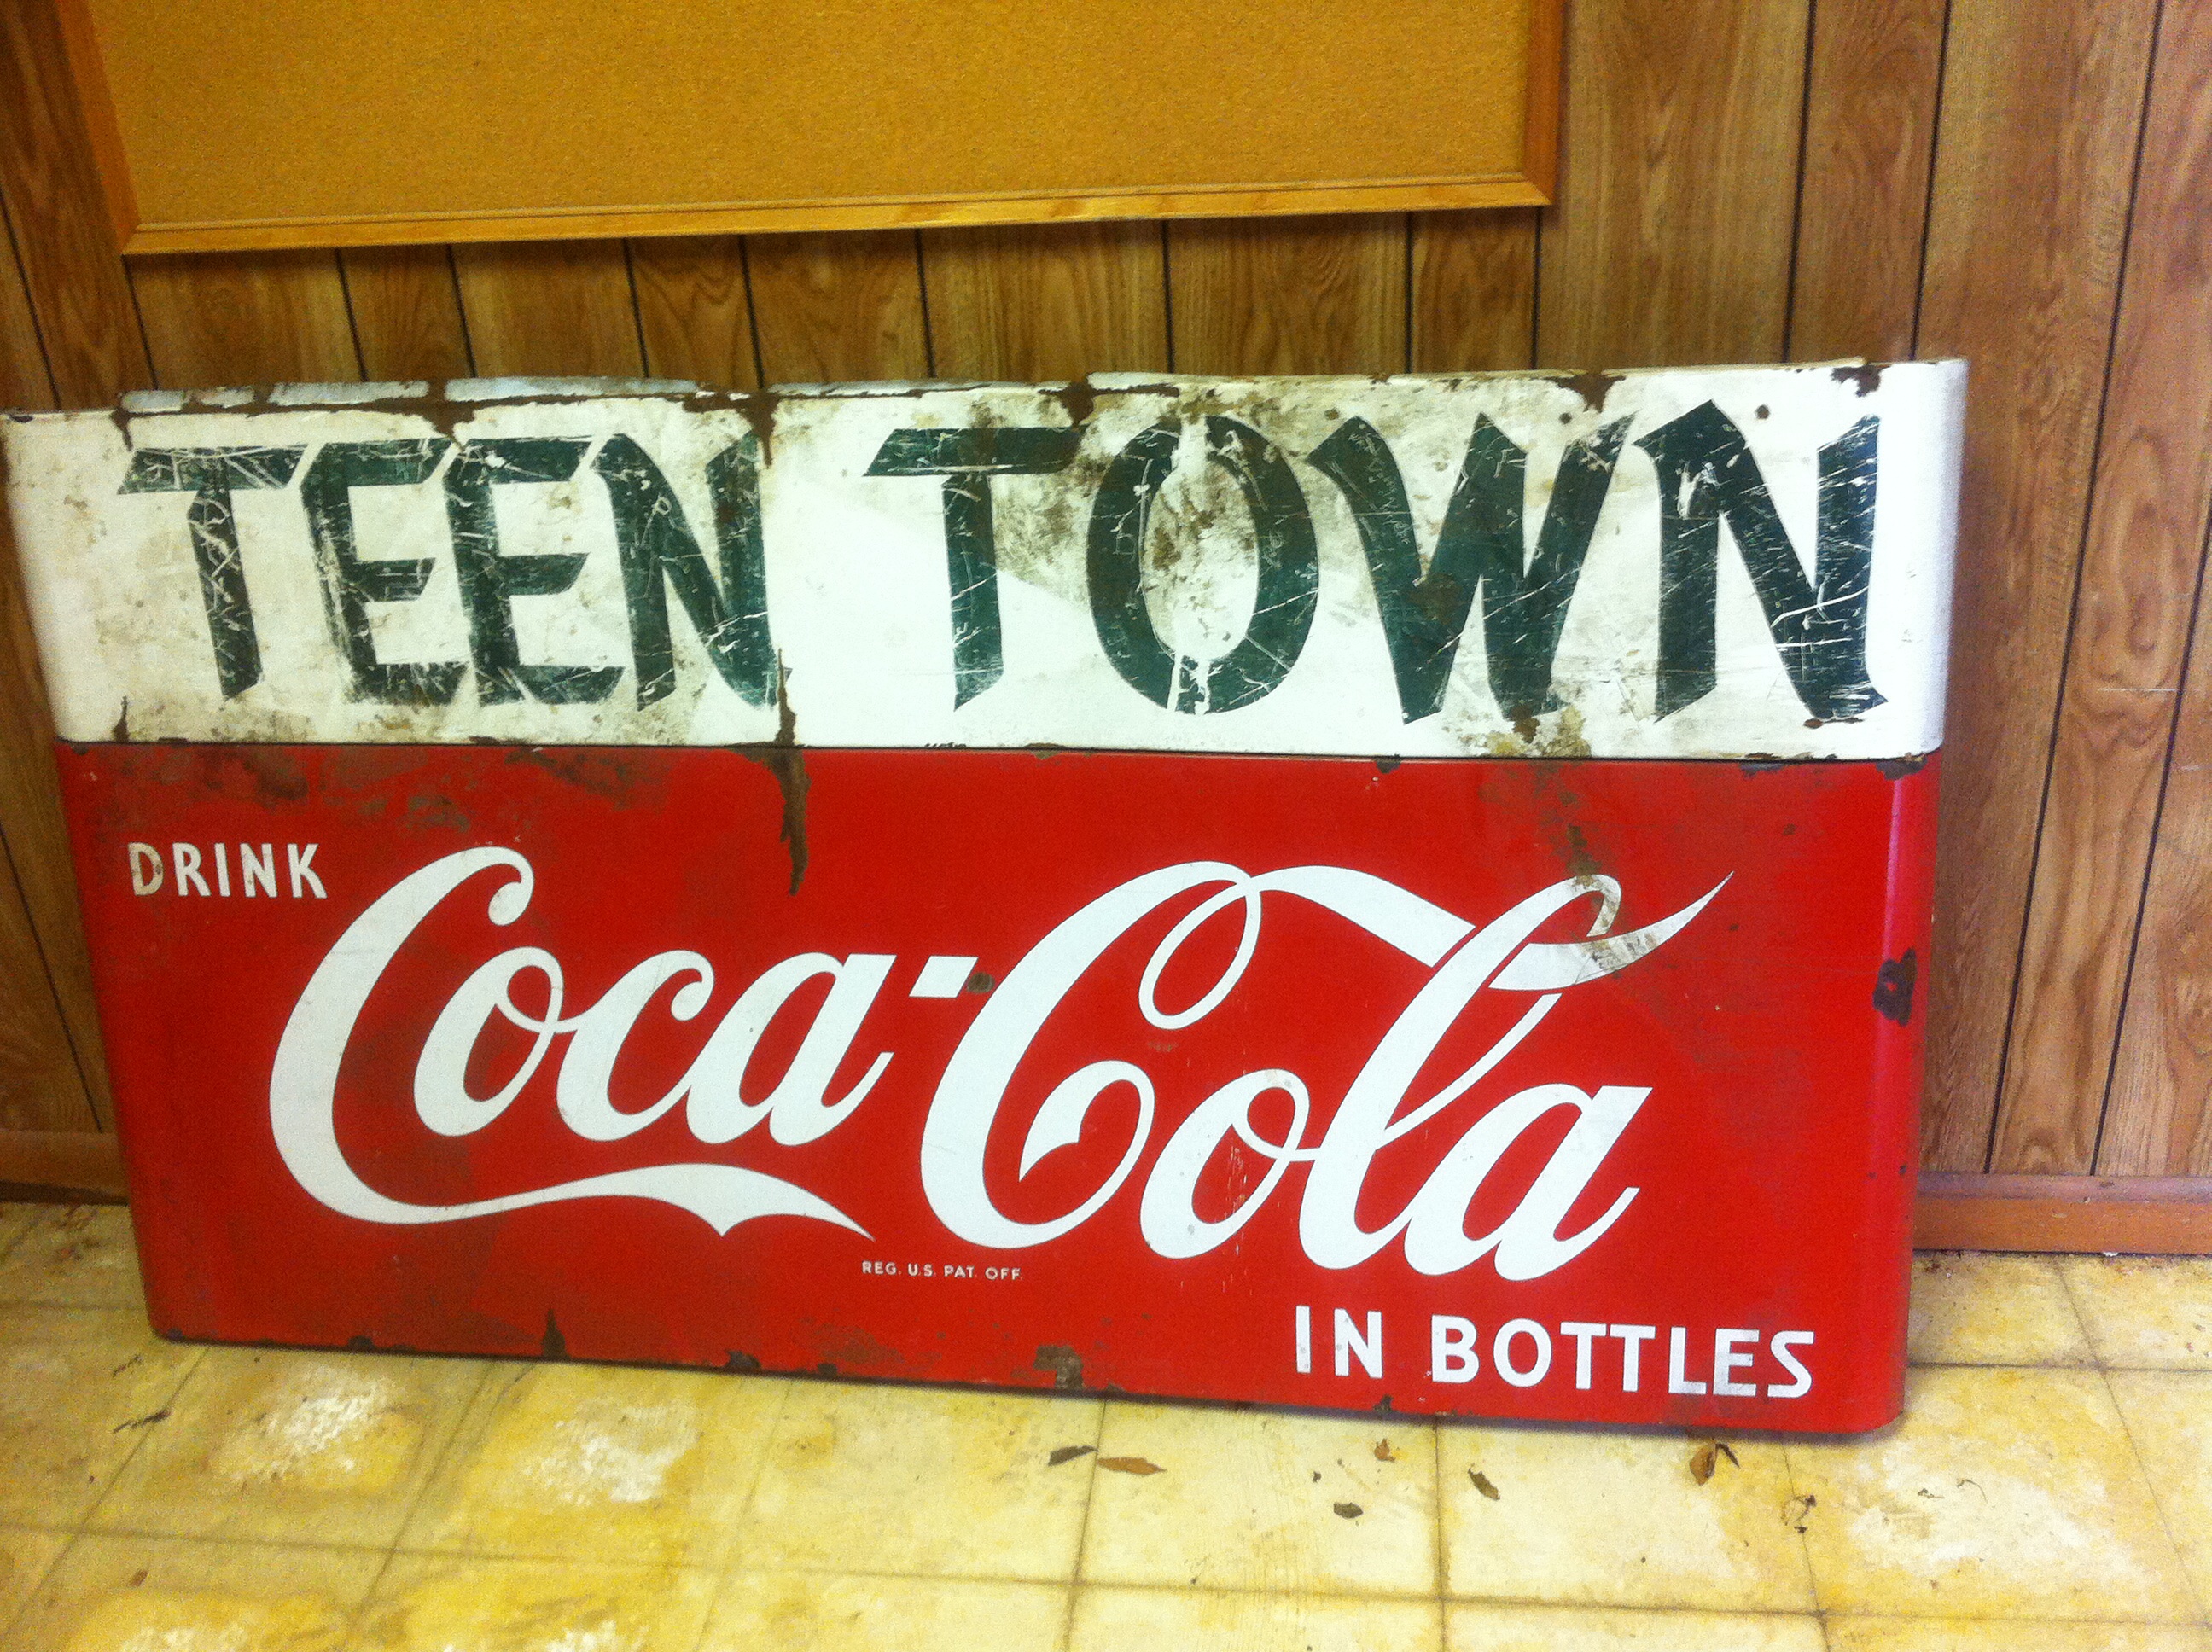 TEEN TOWN
DRINK
Coca-Cola
REG. U.S. PAT. OFF.
IN BOTTLES